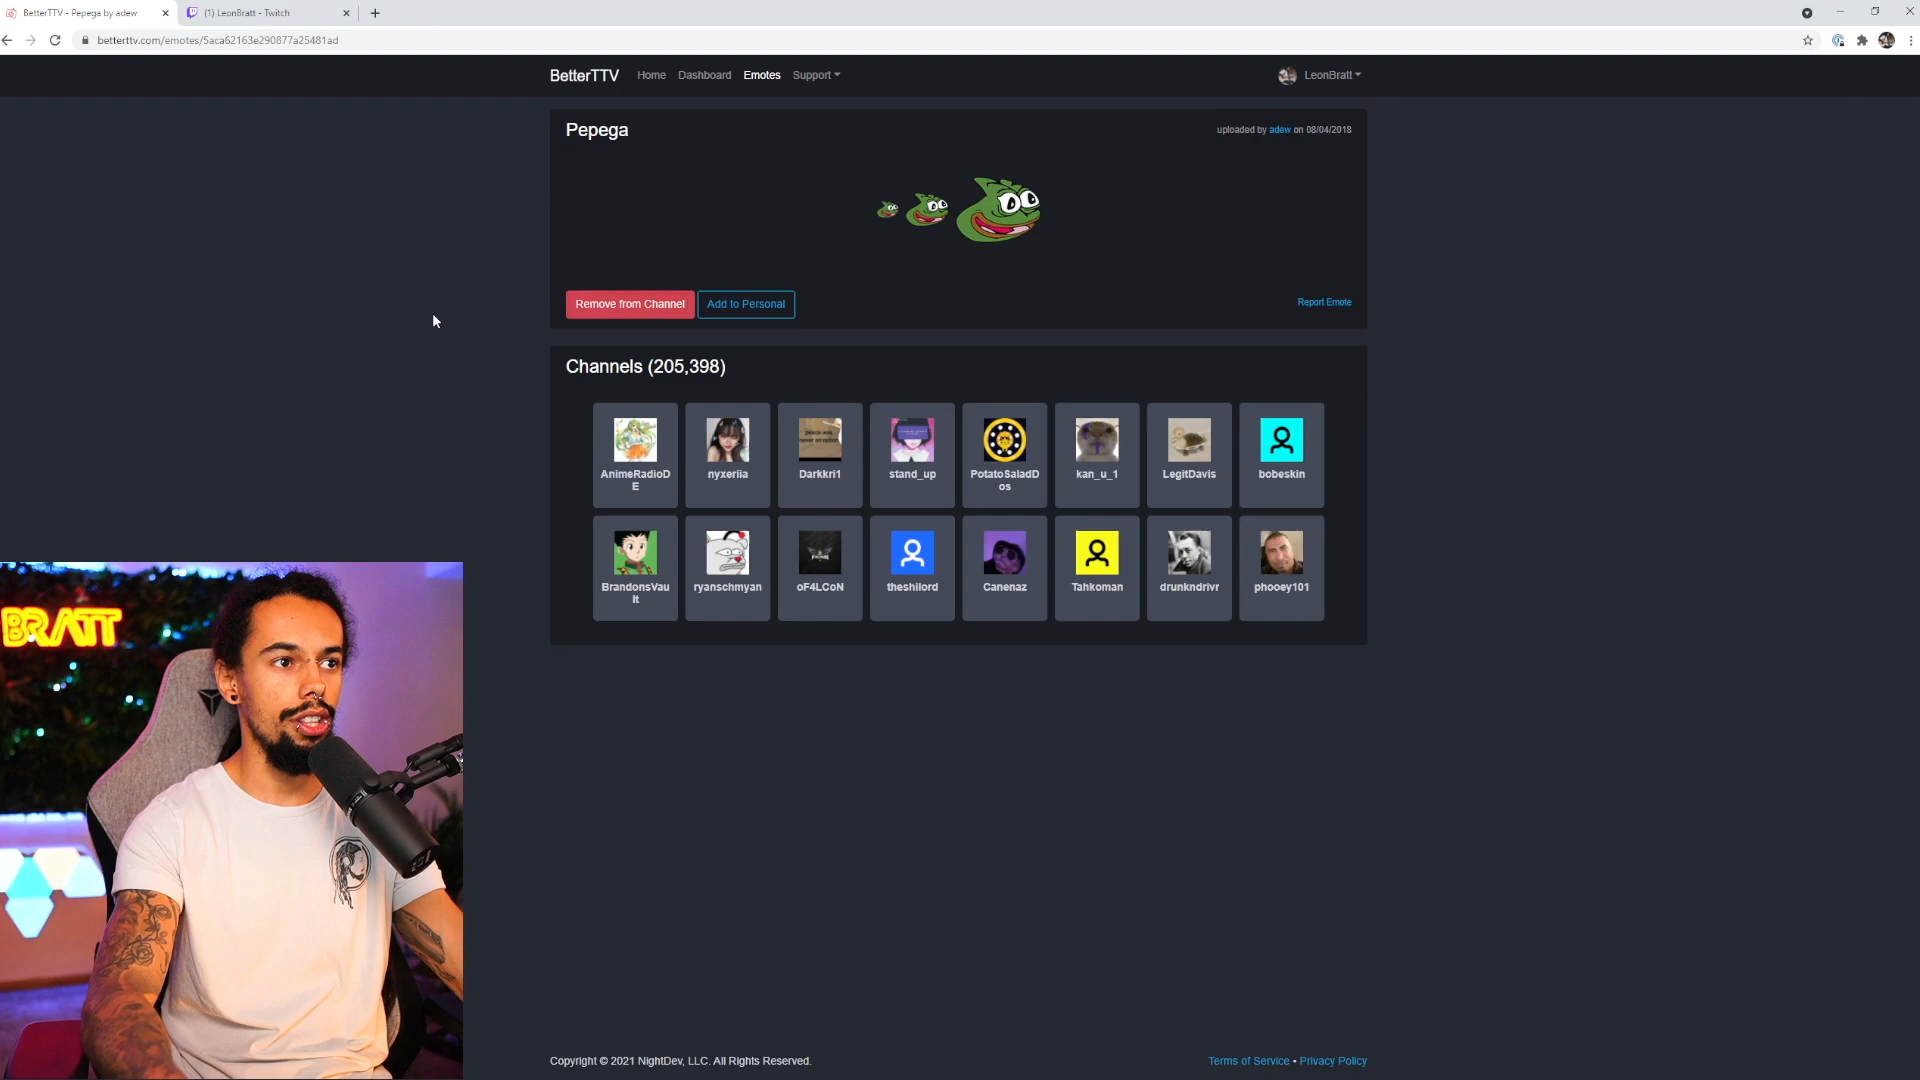 BetterTTV - Pepega by adew
(1) LeonBratt - Twitch
betterttv.com/emotes/5aca62163e290877a25481ad
BetterTTV Home Dashboard Emotes Support LeonBratt
Pepega
uploaded by adew on 08/04/2018
Remove from Channel Add to Personal Report Emote
Channels (205,398)
AnimeRadioD
E
nyxeriia
Darkkri1
stand_up
PotatoSaladD
os
kan_u_1
LegitDavis
bobeskin
BrandonsVau
lt
ryanschmyan
oF4LCoN
theshilord
Canenaz
Tahkoman
drunkndrivr
phooey101
BRATT
Copyright © 2021 NightDev, LLC. All Rights Reserved.
Terms of Service • Privacy Policy